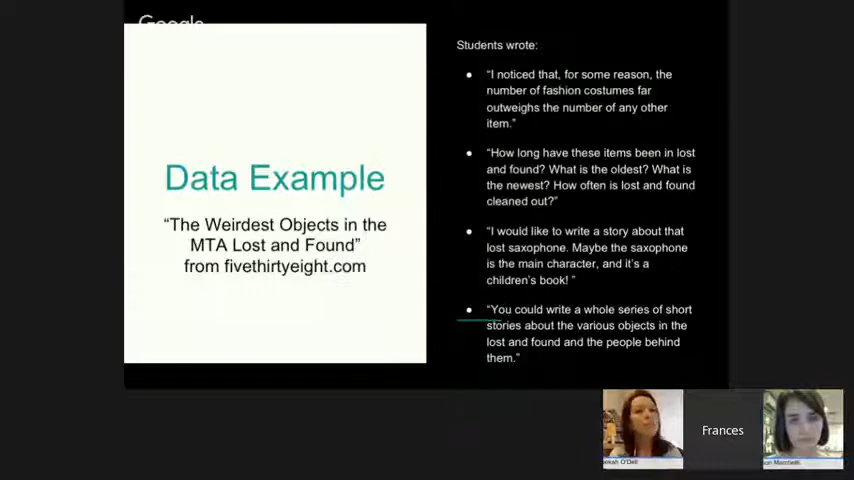 Google
Data Example
“The Weirdest Objects in the
MTA Lost and Found”
from fivethirtyeight.com
Students wrote:
● “I noticed that, for some reason, the
number of fashion costumes far
outweighs the number of any other
item.”
● “How long have these items been in lost
and found? What is the oldest? What is
the newest? How often is lost and found
cleaned out?”
● “I would like to write a story about that
lost saxophone. Maybe the saxophone
is the main character, and it’s a
children’s book! ”
● “You could write a whole series of short
stories about the various objects in the
lost and found and the people behind
them.”
O'Dell
Frances